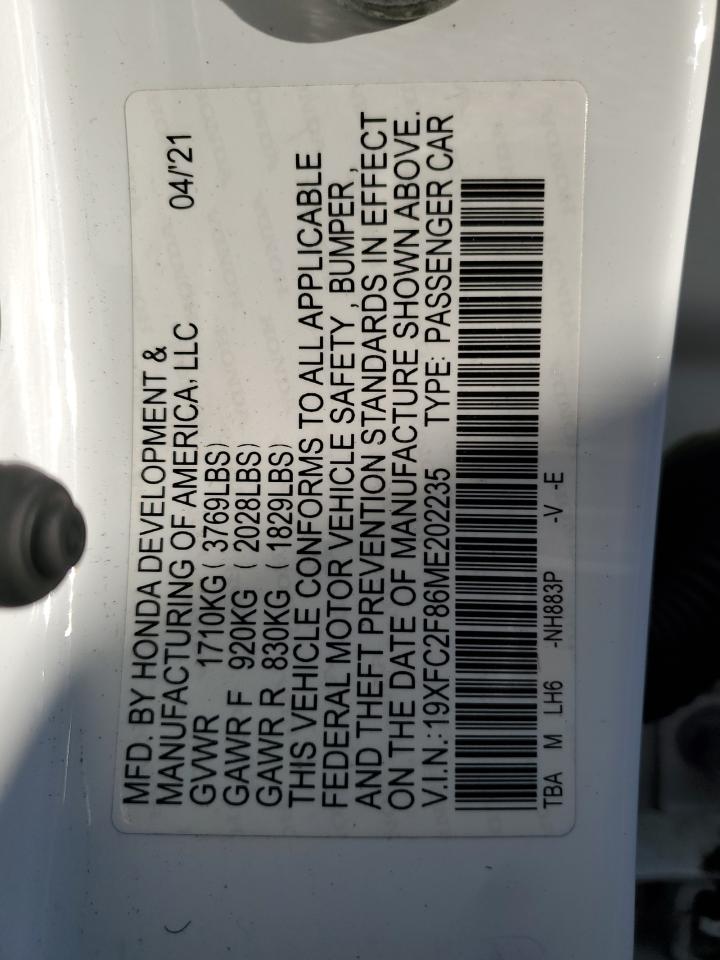 MFD. BY HONDA DEVELOPMENT &
MANUFACTURING OF AMERICA, LLC 04/'21
GVWR 1710KG ( 3769LBS)
GAWR F 920KG ( 2028LBS)
GAWR R 830KG ( 1829LBS)
THIS VEHICLE CONFORMS TO ALL APPLICABLE
FEDERAL MOTOR VEHICLE SAFETY , BUMPER ,
AND THEFT PREVENTION STANDARDS IN EFFECT
ON THE DATE OF MANUFACTURE SHOWN ABOVE.
V.I.N.:19XFC2F86ME202235 TYPE: PASSENGER CAR
TBA M LH6 -NH883P -V -E